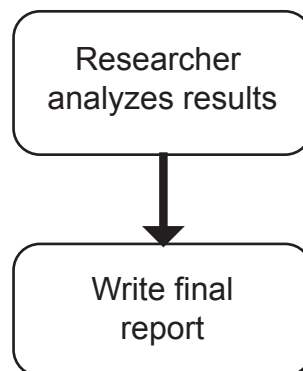 Researcher
analyzes results
Write final
report